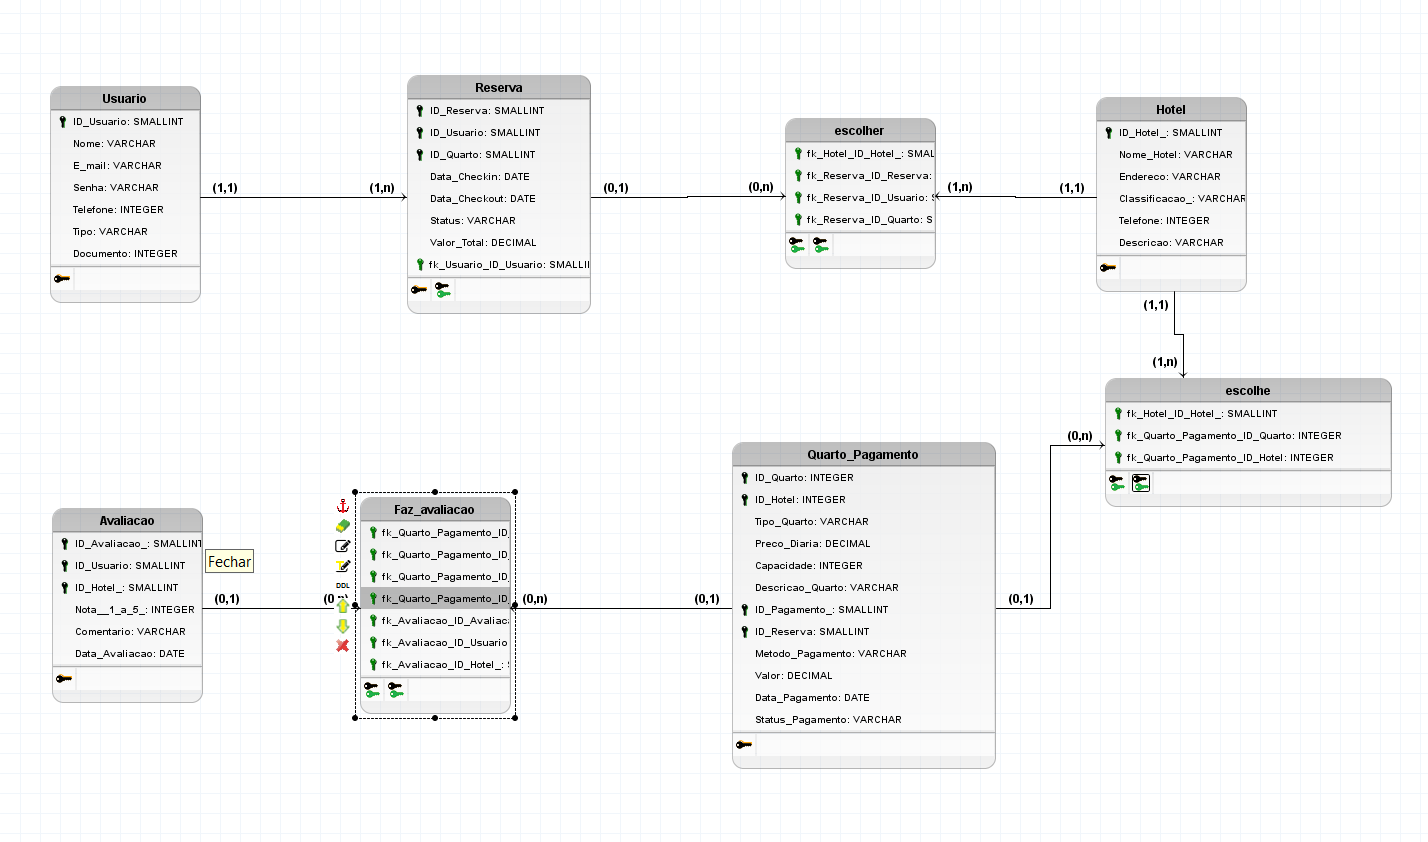 Usuario
ID_Usuario: SMALLINT
Nome: VARCHAR
E_mail: VARCHAR
Senha: VARCHAR
Telefone: INTEGER
Tipo: VARCHAR
Documento: INTEGER
(1,1)
(1,n)
Reserva
ID_Reserva: SMALLINT
ID_Usuario: SMALLINT
ID_Quarto: SMALLINT
Data_Checkin: DATE
Data_Checkout: DATE
Status: VARCHAR
Valor_Total: DECIMAL
fk_Usuario_ID_Usuario: SMALLI
(0,1)
(0,n)
escolher
fk_Hotel_ID_Hotel_: SMAL
fk_Reserva_ID_Reserva:
fk_Reserva_ID_Usuario: S
fk_Reserva_ID_Quarto: S
(1,n)
(1,1)
Hotel
ID_Hotel_: SMALLINT
Nome_Hotel: VARCHAR
Endereco: VARCHAR
Classificacao_: VARCHAR
Telefone: INTEGER
Descricao: VARCHAR
(1,1)
(1,n)
escolhe
fk_Hotel_ID_Hotel_: SMALLINT
fk_Quarto_Pagamento_ID_Quarto: INTEGER
fk_Quarto_Pagamento_ID_Hotel: INTEGER
(0,n)
Avaliacao
ID_Avaliacao_: SMALLINT
ID_Usuario: SMALLINT
ID_Hotel_: SMALLINT
Nota__1_a_5_: INTEGER
Comentario: VARCHAR
Data_Avaliacao: DATE
Fechar
(0,1)
(0,n)
DDL
Faz_avaliacao
fk_Quarto_Pagamento_ID_
fk_Quarto_Pagamento_ID_
fk_Quarto_Pagamento_ID_
fk_Quarto_Pagamento_ID_
fk_Avaliacao_ID_Avaliac
fk_Avaliacao_ID_Usuario
fk_Avaliacao_ID_Hotel_:
(0,n)
(0,1)
Quarto_Pagamento
ID_Quarto: INTEGER
ID_Hotel: INTEGER
Tipo_Quarto: VARCHAR
Preco_Diaria: DECIMAL
Capacidade: INTEGER
Descricao_Quarto: VARCHAR
ID_Pagamento_: SMALLINT
ID_Reserva: SMALLINT
Metodo_Pagamento: VARCHAR
Valor: DECIMAL
Data_Pagamento: DATE
Status_Pagamento: VARCHAR
(0,1)